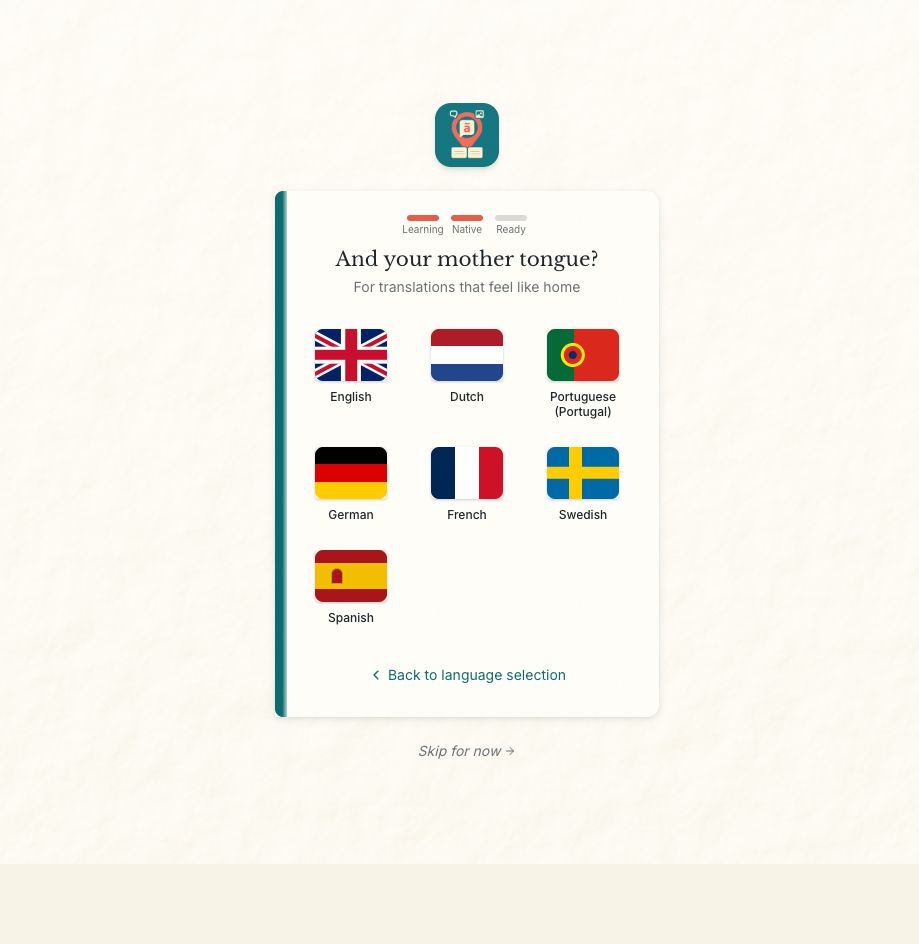 ã
Learning Native Ready
And your mother tongue?
For translations that feel like home
English Dutch Portuguese
(Portugal)
German French Swedish
Spanish
Back to language selection
Skip for now →